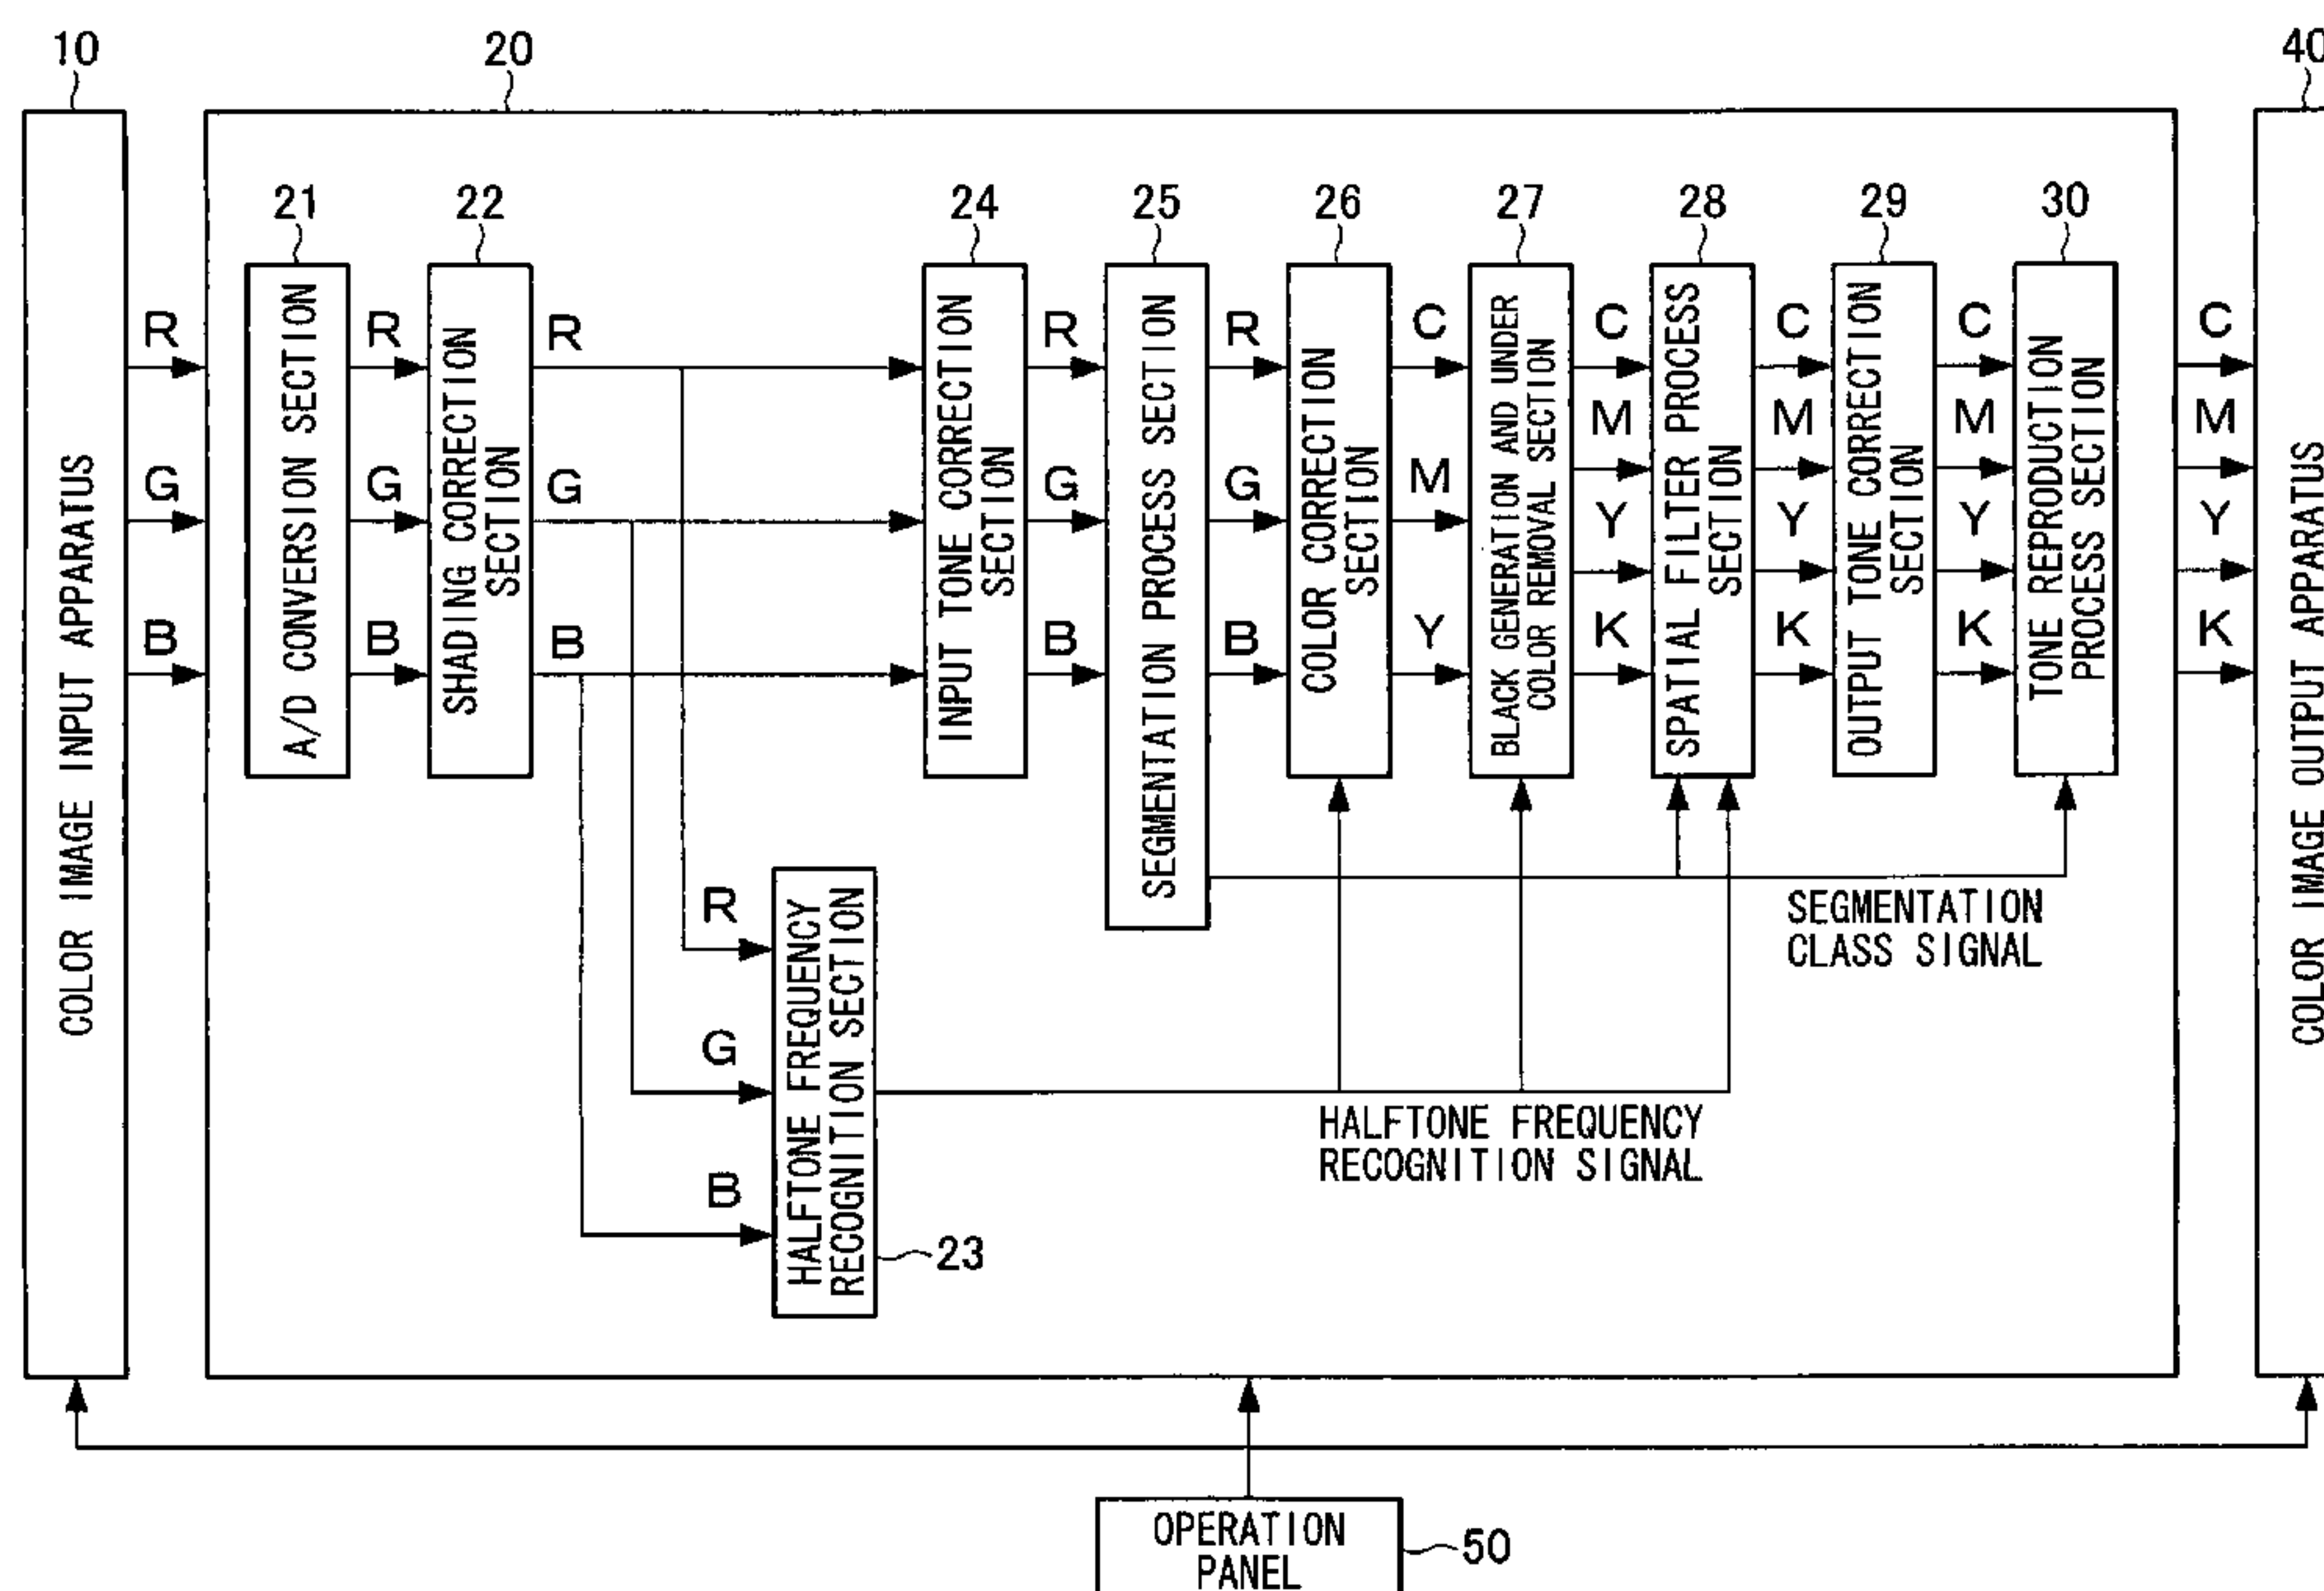 10
20
40
21
22
24
25
26
27
28
29
30
COLOR IMAGE INPUT APPARATUS
R
G
B
A/D CONVERSION SECTION
R
G
B
SHADING CORRECTION
SECTION
R
G
B
INPUT TONE CORRECTION
SECTION
R
G
B
SEGMENTATION PROCESS SECTION
R
G
B
COLOR CORRECTION
SECTION
C
M
Y
BLACK GENERATION AND UNDER
COLOR REMOVAL SECTION
C
M
Y
K
SPATIAL FILTER PROCESS
SECTION
C
M
Y
K
OUTPUT TONE CORRECTION
SECTION
C
M
Y
K
TONE REPRODUCTION
PROCESS SECTION
C
M
Y
K
COLOR IMAGE OUTPUT APPARATUS
R
G
B
HALFTONE FREQUENCY
RECOGNITION SECTION
23
SEGMENTATION
CLASS SIGNAL
HALFTONE FREQUENCY
RECOGNITION SIGNAL
OPERATION
PANEL
50